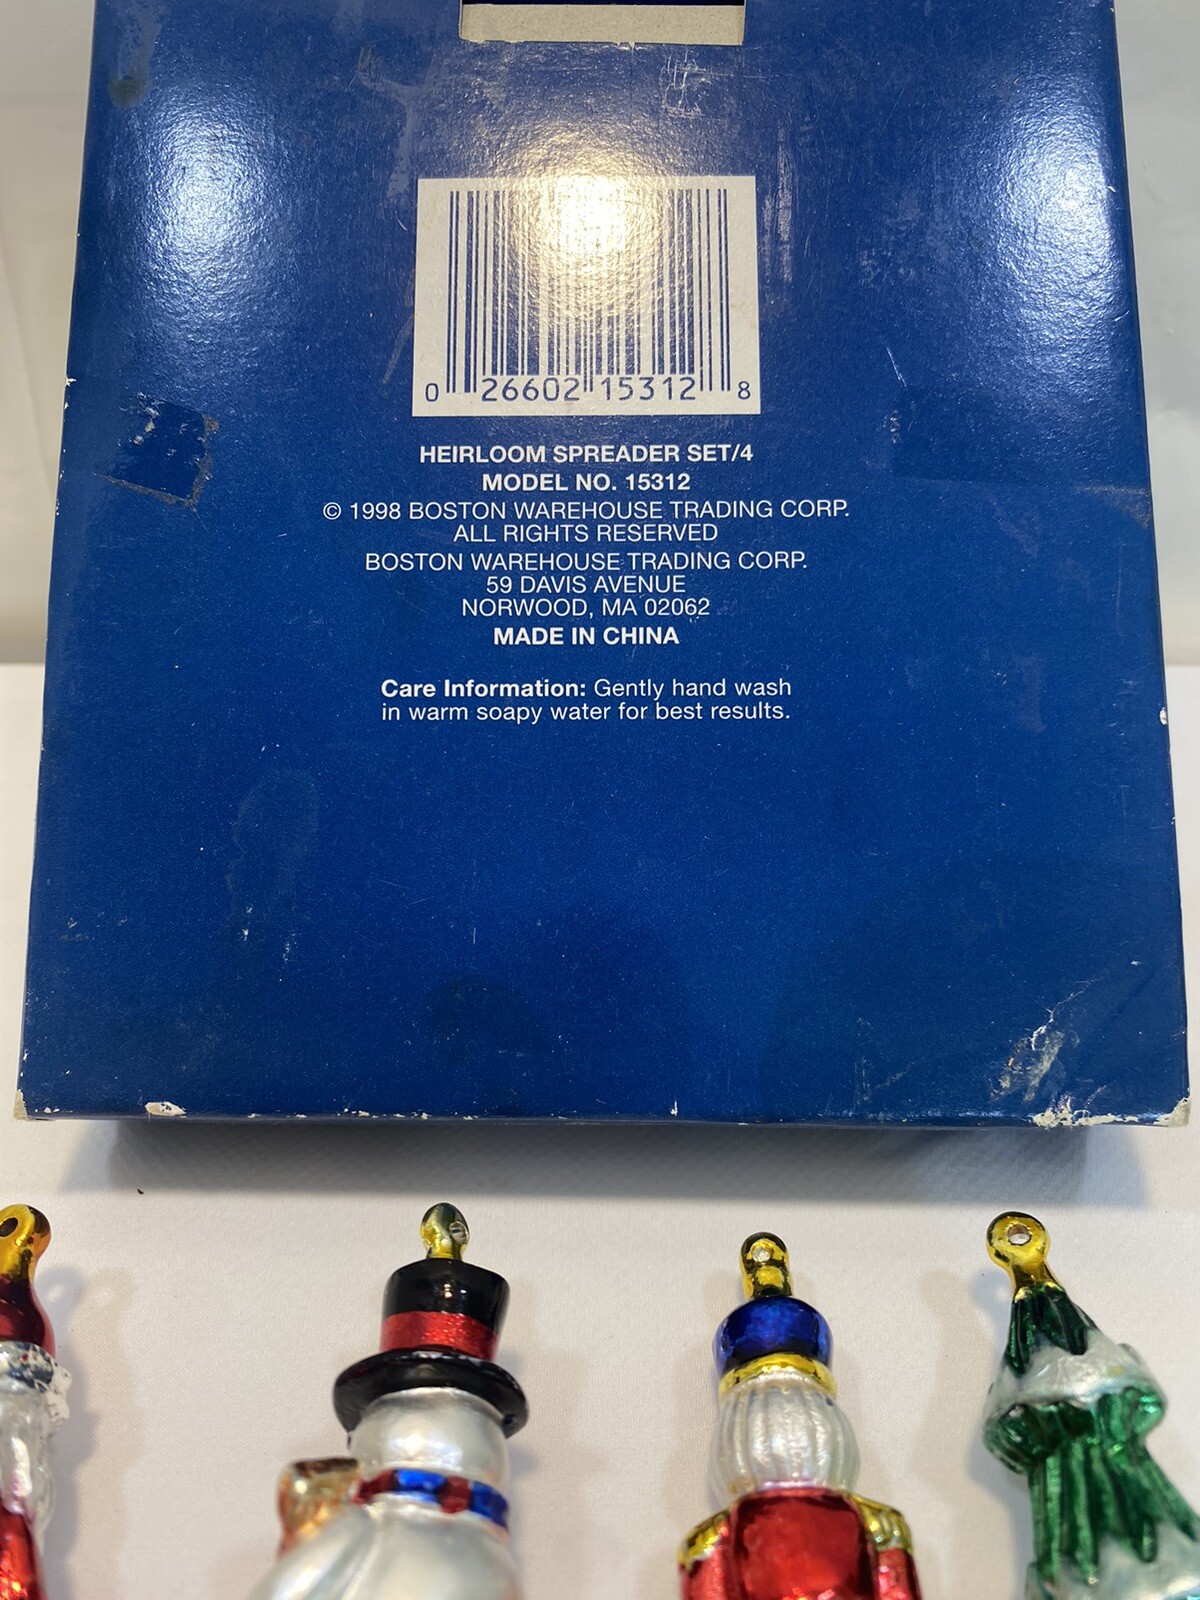 0 26602 15312 8
HEIRLOOM SPREADER SET/4
MODEL NO. 15312
© 1998 BOSTON WAREHOUSE TRADING CORP.
ALL RIGHTS RESERVED
BOSTON WAREHOUSE TRADING CORP.
59 DAVIS AVENUE
NORWOOD, MA 02062
MADE IN CHINA
Care Information: Gently hand wash
in warm soapy water for best results.